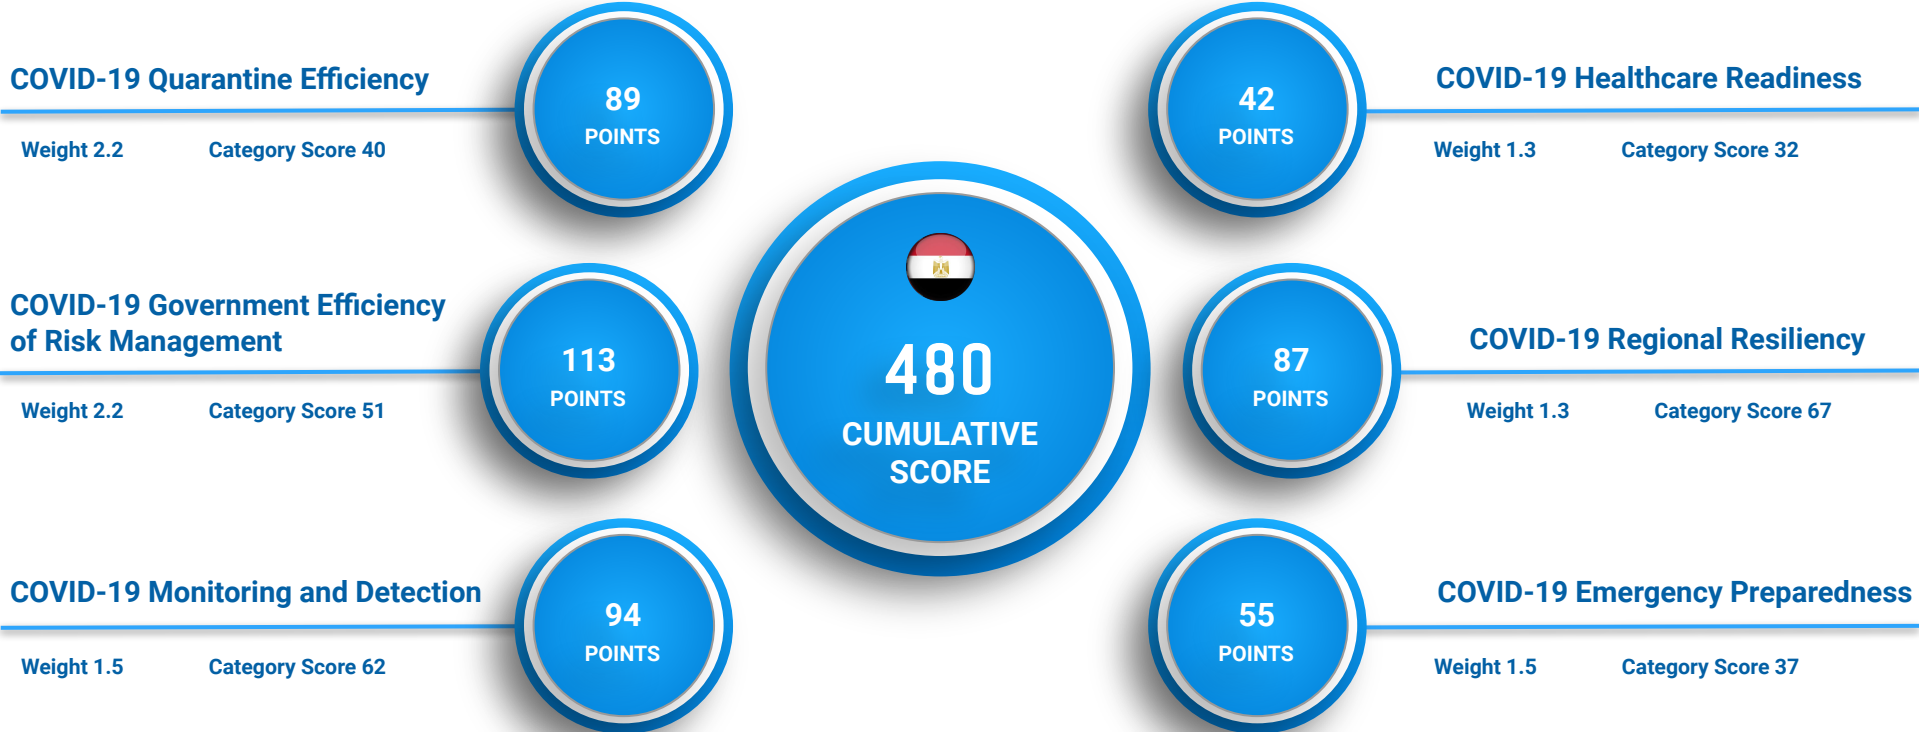 COVID-19 Quarantine Efficiency
Weight 2.2 Category Score 40
89
POINTS
COVID-19 Government Efficiency
of Risk Management
Weight 2.2 Category Score 51
113
POINTS
COVID-19 Monitoring and Detection
Weight 1.5 Category Score 62
94
POINTS
480
CUMULATIVE
SCORE
42
POINTS
COVID-19 Healthcare Readiness
Weight 1.3 Category Score 32
87
POINTS
COVID-19 Regional Resiliency
Weight 1.3 Category Score 67
55
POINTS
COVID-19 Emergency Preparedness
Weight 1.5 Category Score 37